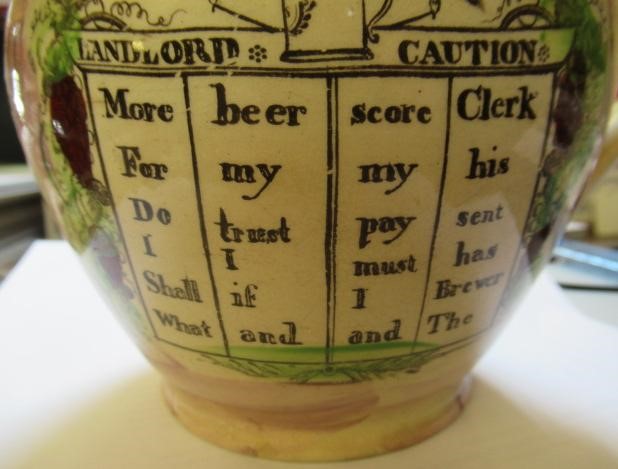 LANDLORD CAUTION
More beer score Clerk
For my my his
Do trust pay sent
I I must has
Shall if I Brewer
What and and The